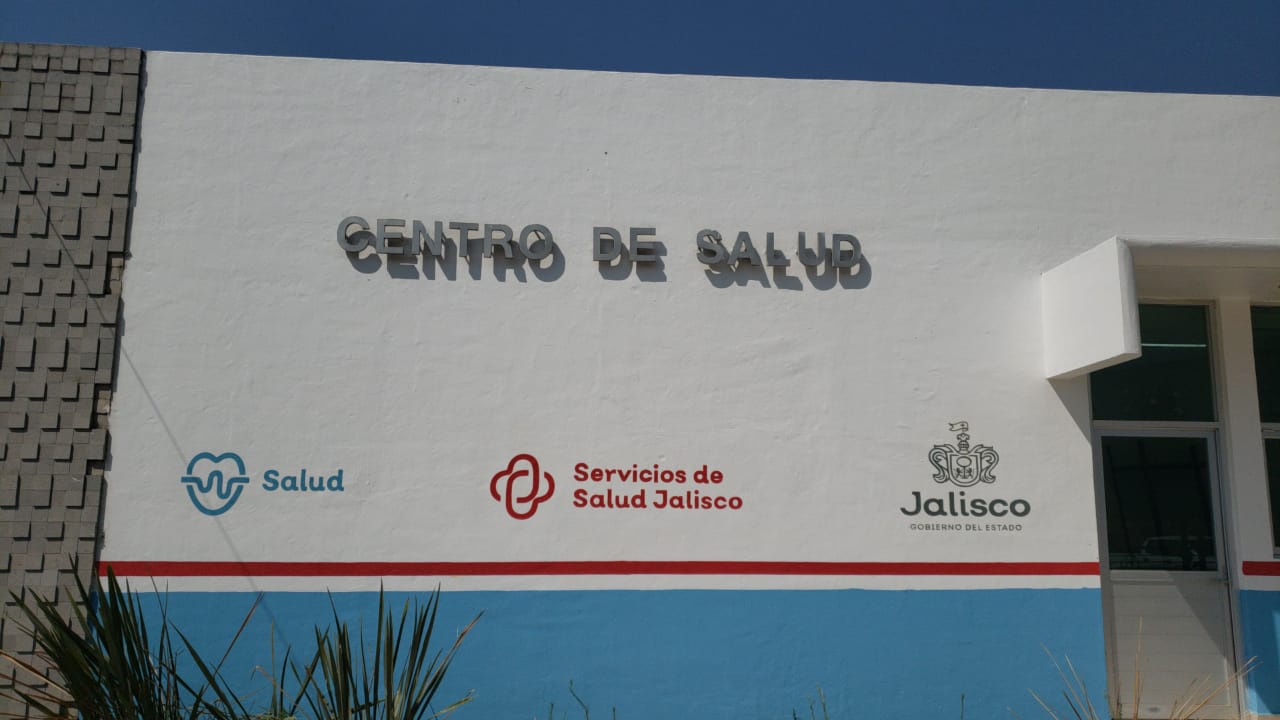 CENTRO DE SALUD
Salud
Servicios de
Salud Jalisco
Jalisco
GOBIERNO DEL ESTADO